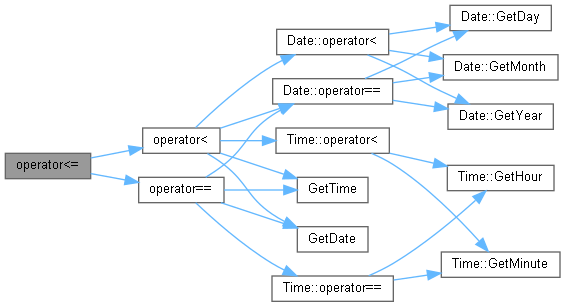 operator<=
operator<
operator==
Date::operator<
Date::operator==
Time::operator<
GetTime
GetDate
Time::operator==
Date::GetDay
Date::GetMonth
Date::GetYear
Time::GetHour
Time::GetMinute